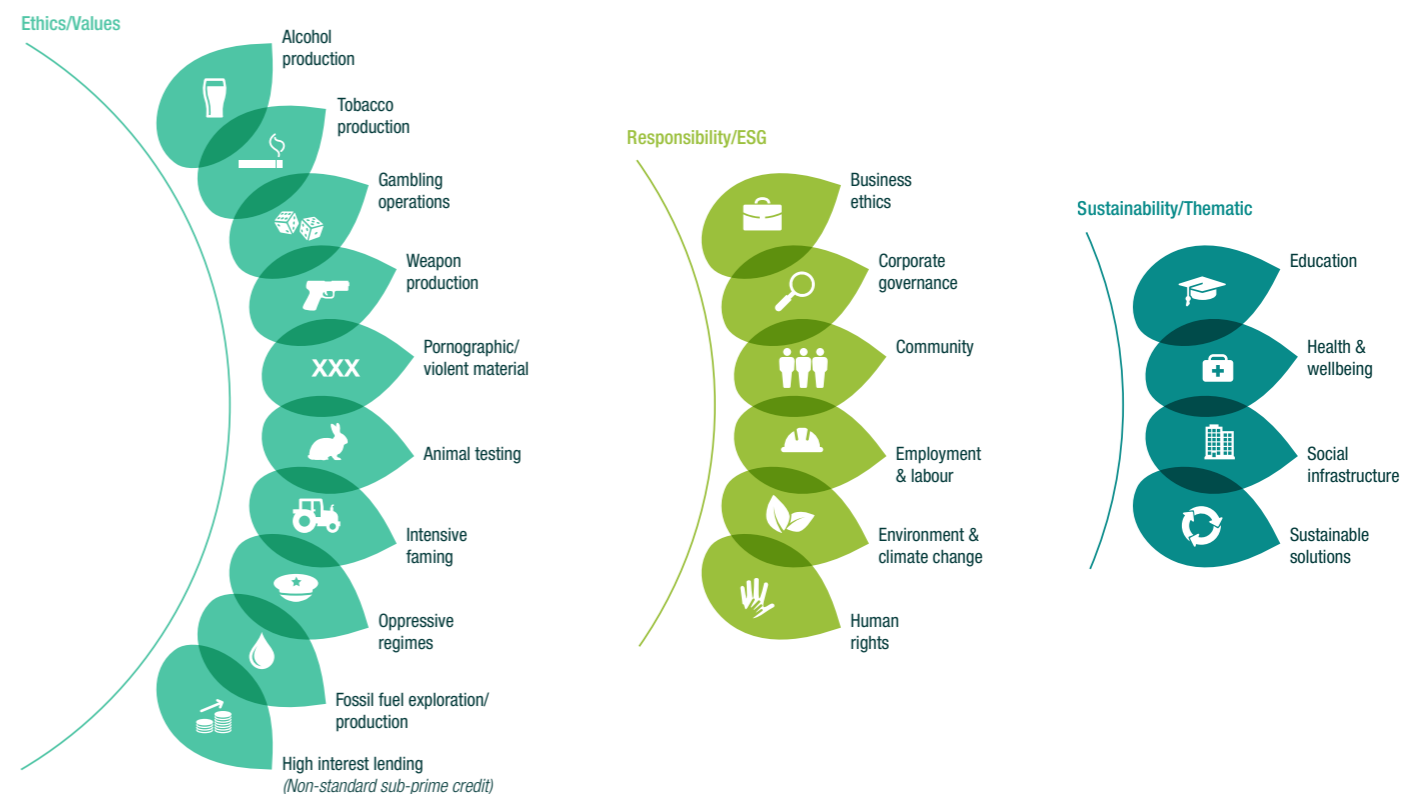 Ethics/Values
Alcohol
production
Tobacco
production
Gambling
operations
Weapon
production
Pornographic/
violent material
XXX
Animal testing
Intensive
faming
Oppressive
regimes
Fossil fuel exploration/
production
High interest lending
(Non-standard sub-prime credit)
Responsibility/ESG
Business
ethics
Corporate
governance
Community
Employment
& labour
Environment &
climate change
Human
rights
Sustainability/Thematic
Education
Health &
wellbeing
Social
infrastructure
Sustainable
solutions